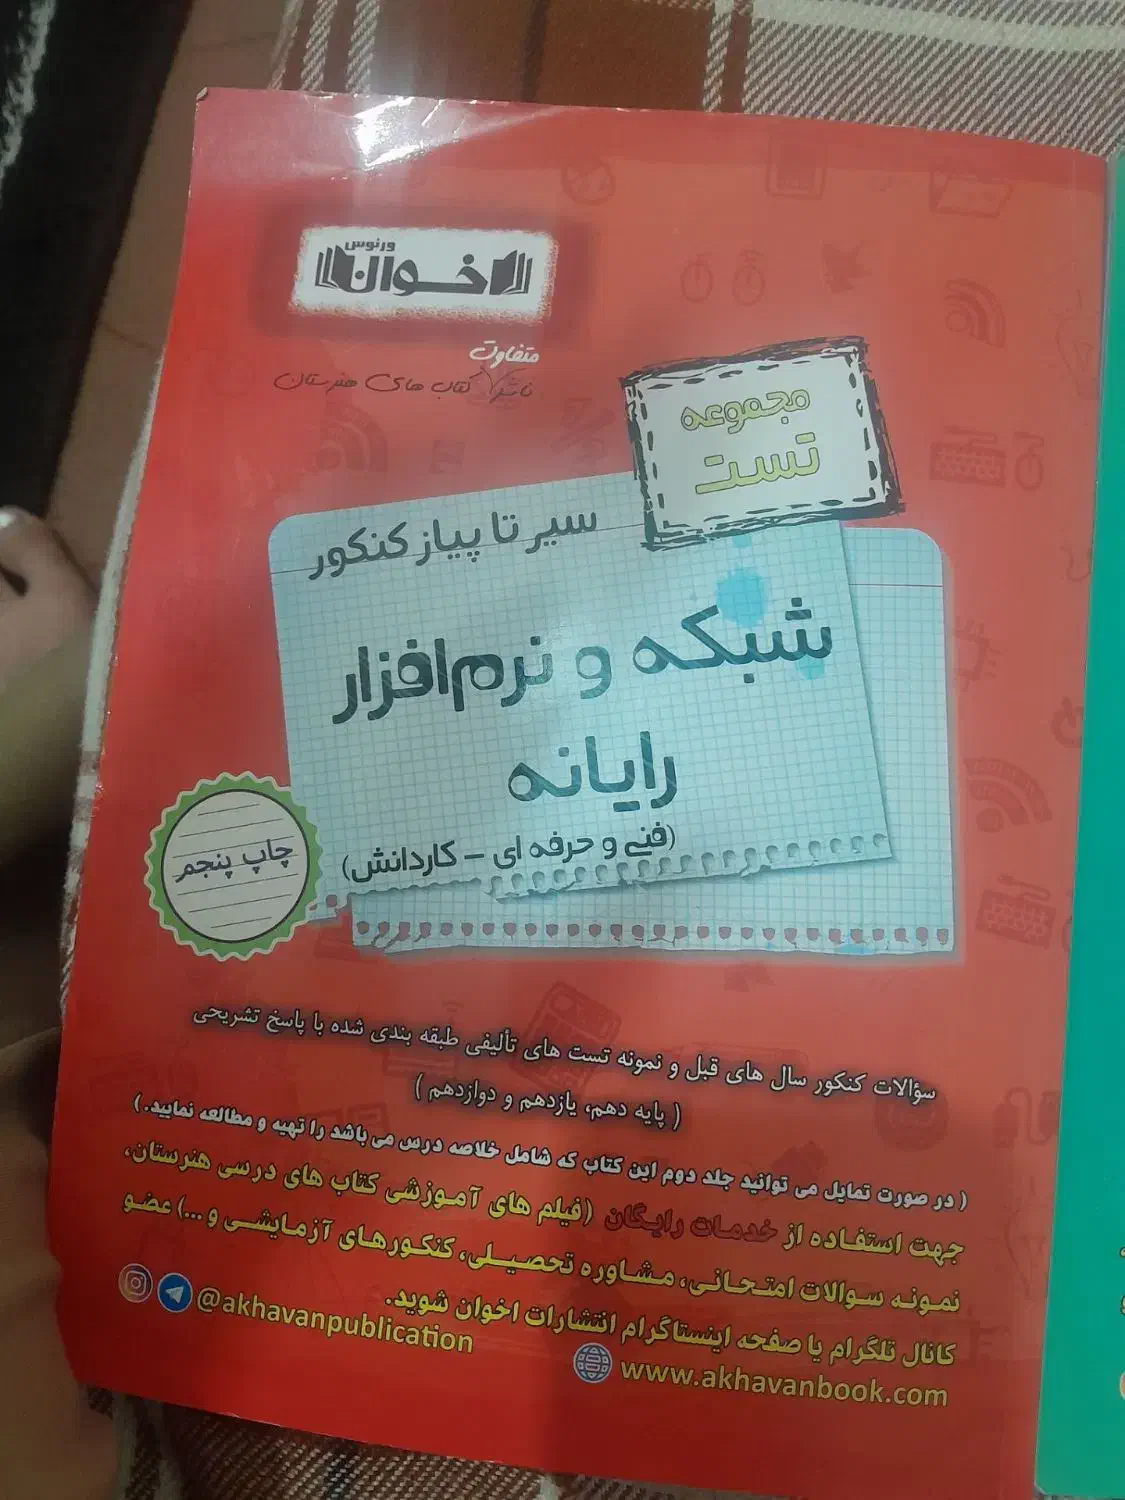 ورنوس
اخوان
متفاوت
ناشر کتاب های هنرستان
مجموعه
تست
سیر تا پیاز کنکور
شبکه و نرم‌افزار
رایانه
(فنی و حرفه ای - کاردانش)
چاپ پنجم
سؤالات کنکور سال های قبل و نمونه تست های تألیفی طبقه بندی شده با پاسخ تشریحی
( پایه دهم، یازدهم و دوازدهم )
( در صورت تمایل می توانید جلد دوم این کتاب که شامل خلاصه درس می باشد را تهیه و مطالعه نمایید. )
جهت استفاده از خدمات رایگان (فیلم های آموزشی کتاب های درسی هنرستان،
نمونه سوالات امتحانی، مشاوره تحصیلی، کنکورهای آزمایشی و ...) عضو
کانال تلگرام یا صفحه اینستاگرام انتشارات اخوان شوید.
@akhavanpublication
www.akhavanbook.com